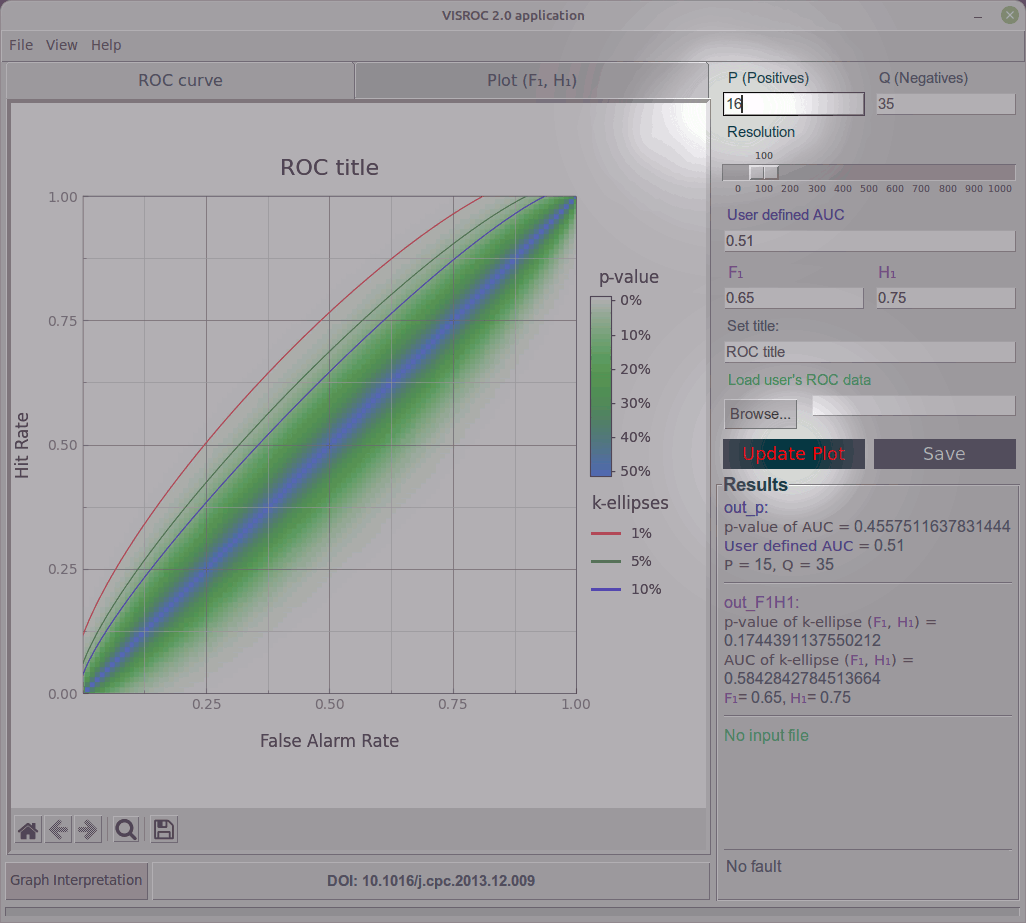 VISROC 2.0 application
File View Help
ROC curve
Plot (F₁, H₁)
ROC title
1.00
0.75
0.50
0.25
0.00
0.25 0.50 0.75 1.00
Hit Rate
False Alarm Rate
p-value
0%
10%
20%
30%
40%
50%
k-ellipses
1%
5%
10%
Graph Interpretation
DOI: 10.1016/j.cpc.2013.12.009
P (Positives) Q (Negatives)
16 35
Resolution
100
0 100 200 300 400 500 600 700 800 900 1000
User defined AUC
0.51
F₁ H₁
0.65 0.75
Set title:
ROC title
Load user's ROC data
Browse...
Update Plot Save
Results
out_p:
p-value of AUC = 0.4557511637831444
User defined AUC = 0.51
P = 15, Q = 35
out_F1H1:
p-value of k-ellipse (F₁, H₁) =
0.1744391137550212
AUC of k-ellipse (F₁, H₁) =
0.5842842784513664
F₁= 0.65, H₁= 0.75
No input file
No fault